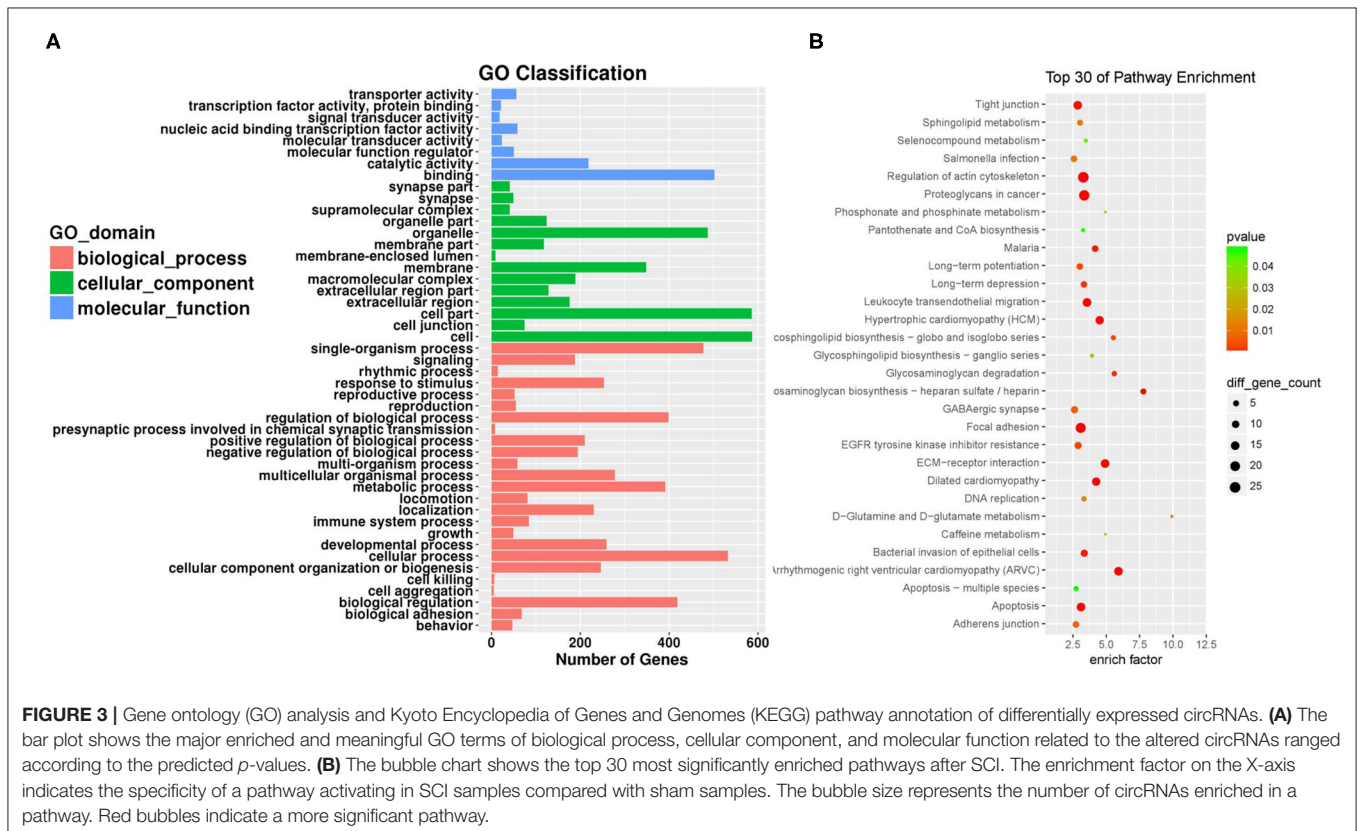 A
GO Classification
transporter activity
transcription factor activity, protein binding
signal transducer activity
nucleic acid binding transcription factor activity
molecular transducer activity
molecular function regulator
catalytic activity
binding
synapse part
synapse
supramolecular complex
organelle part
organelle
membrane part
membrane-enclosed lumen
membrane
macromolecular complex
extracellular region part
extracellular region
cell part
cell junction
cell
single-organism process
signaling
rhythmic process
response to stimulus
reproductive process
reproduction
regulation of biological process
presynaptic process involved in chemical synaptic transmission
positive regulation of biological process
negative regulation of biological process
multi-organism process
multicellular organismal process
metabolic process
locomotion
localization
immune system process
growth
developmental process
cellular process
cellular component organization or biogenesis
cell killing
cell aggregation
biological regulation
biological adhesion
behavior
0 200 400 600
Number of Genes
GO_domain
biological_process
cellular_component
molecular_function
B
Top 30 of Pathway Enrichment
Tight junction
Sphingolipid metabolism
Selenocompound metabolism
Salmonella infection
Regulation of actin cytoskeleton
Proteoglycans in cancer
Phosphonate and phosphinate metabolism
Pantothenate and CoA biosynthesis
Malaria
Long-term potentiation
Long-term depression
Leukocyte transendothelial migration
Hypertrophic cardiomyopathy (HCM)
cosphingolipid biosynthesis - globo and isoglobo series
Glycosphingolipid biosynthesis - ganglio series
Glycosaminoglycan degradation
osaminoglycan biosynthesis - heparan sulfate / heparin
GABAergic synapse
Focal adhesion
EGFR tyrosine kinase inhibitor resistance
ECM-receptor interaction
Dilated cardiomyopathy
DNA replication
D-Glutamine and D-glutamate metabolism
Caffeine metabolism
Bacterial invasion of epithelial cells
Arrhythmogenic right ventricular cardiomyopathy (ARVC)
Apoptosis - multiple species
Apoptosis
Adherens junction
2.5 5.0 7.5 10.0 12.5
enrich factor
pvalue
0.04
0.03
0.02
0.01
diff_gene_count
5
10
15
20
25
FIGURE 3 | Gene ontology (GO) analysis and Kyoto Encyclopedia of Genes and Genomes (KEGG) pathway annotation of differentially expressed circRNAs. (A) The
bar plot shows the major enriched and meaningful GO terms of biological process, cellular component, and molecular function related to the altered circRNAs ranged
according to the predicted p-values. (B) The bubble chart shows the top 30 most significantly enriched pathways after SCI. The enrichment factor on the X-axis
indicates the specificity of a pathway activating in SCI samples compared with sham samples. The bubble size represents the number of circRNAs enriched in a
pathway. Red bubbles indicate a more significant pathway.